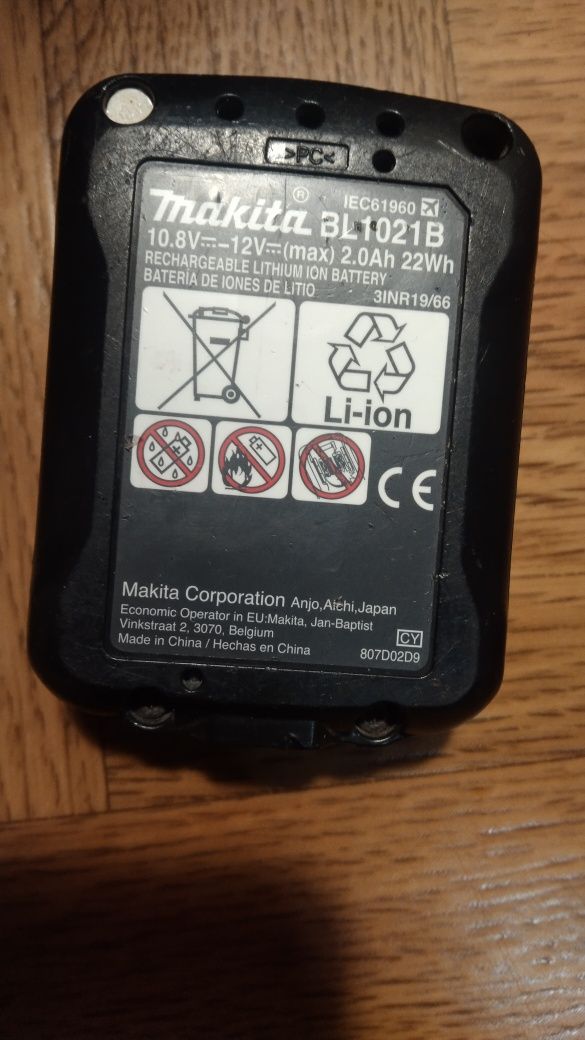 >PC<
IEC61960
makita ® BL1021B
10.8V⎓-12V⎓(max) 2.0Ah 22Wh
RECHARGEABLE LITHIUM ION BATTERY
BATERÍA DE IONES DE LITIO
3INR19/66
Li-ion
CE
Makita Corporation Anjo,Aichi,Japan
Economic Operator in EU:Makita, Jan-Baptist
Vinkstraat 2, 3070, Belgium
Made in China / Hechas en China
CY
807D02D9